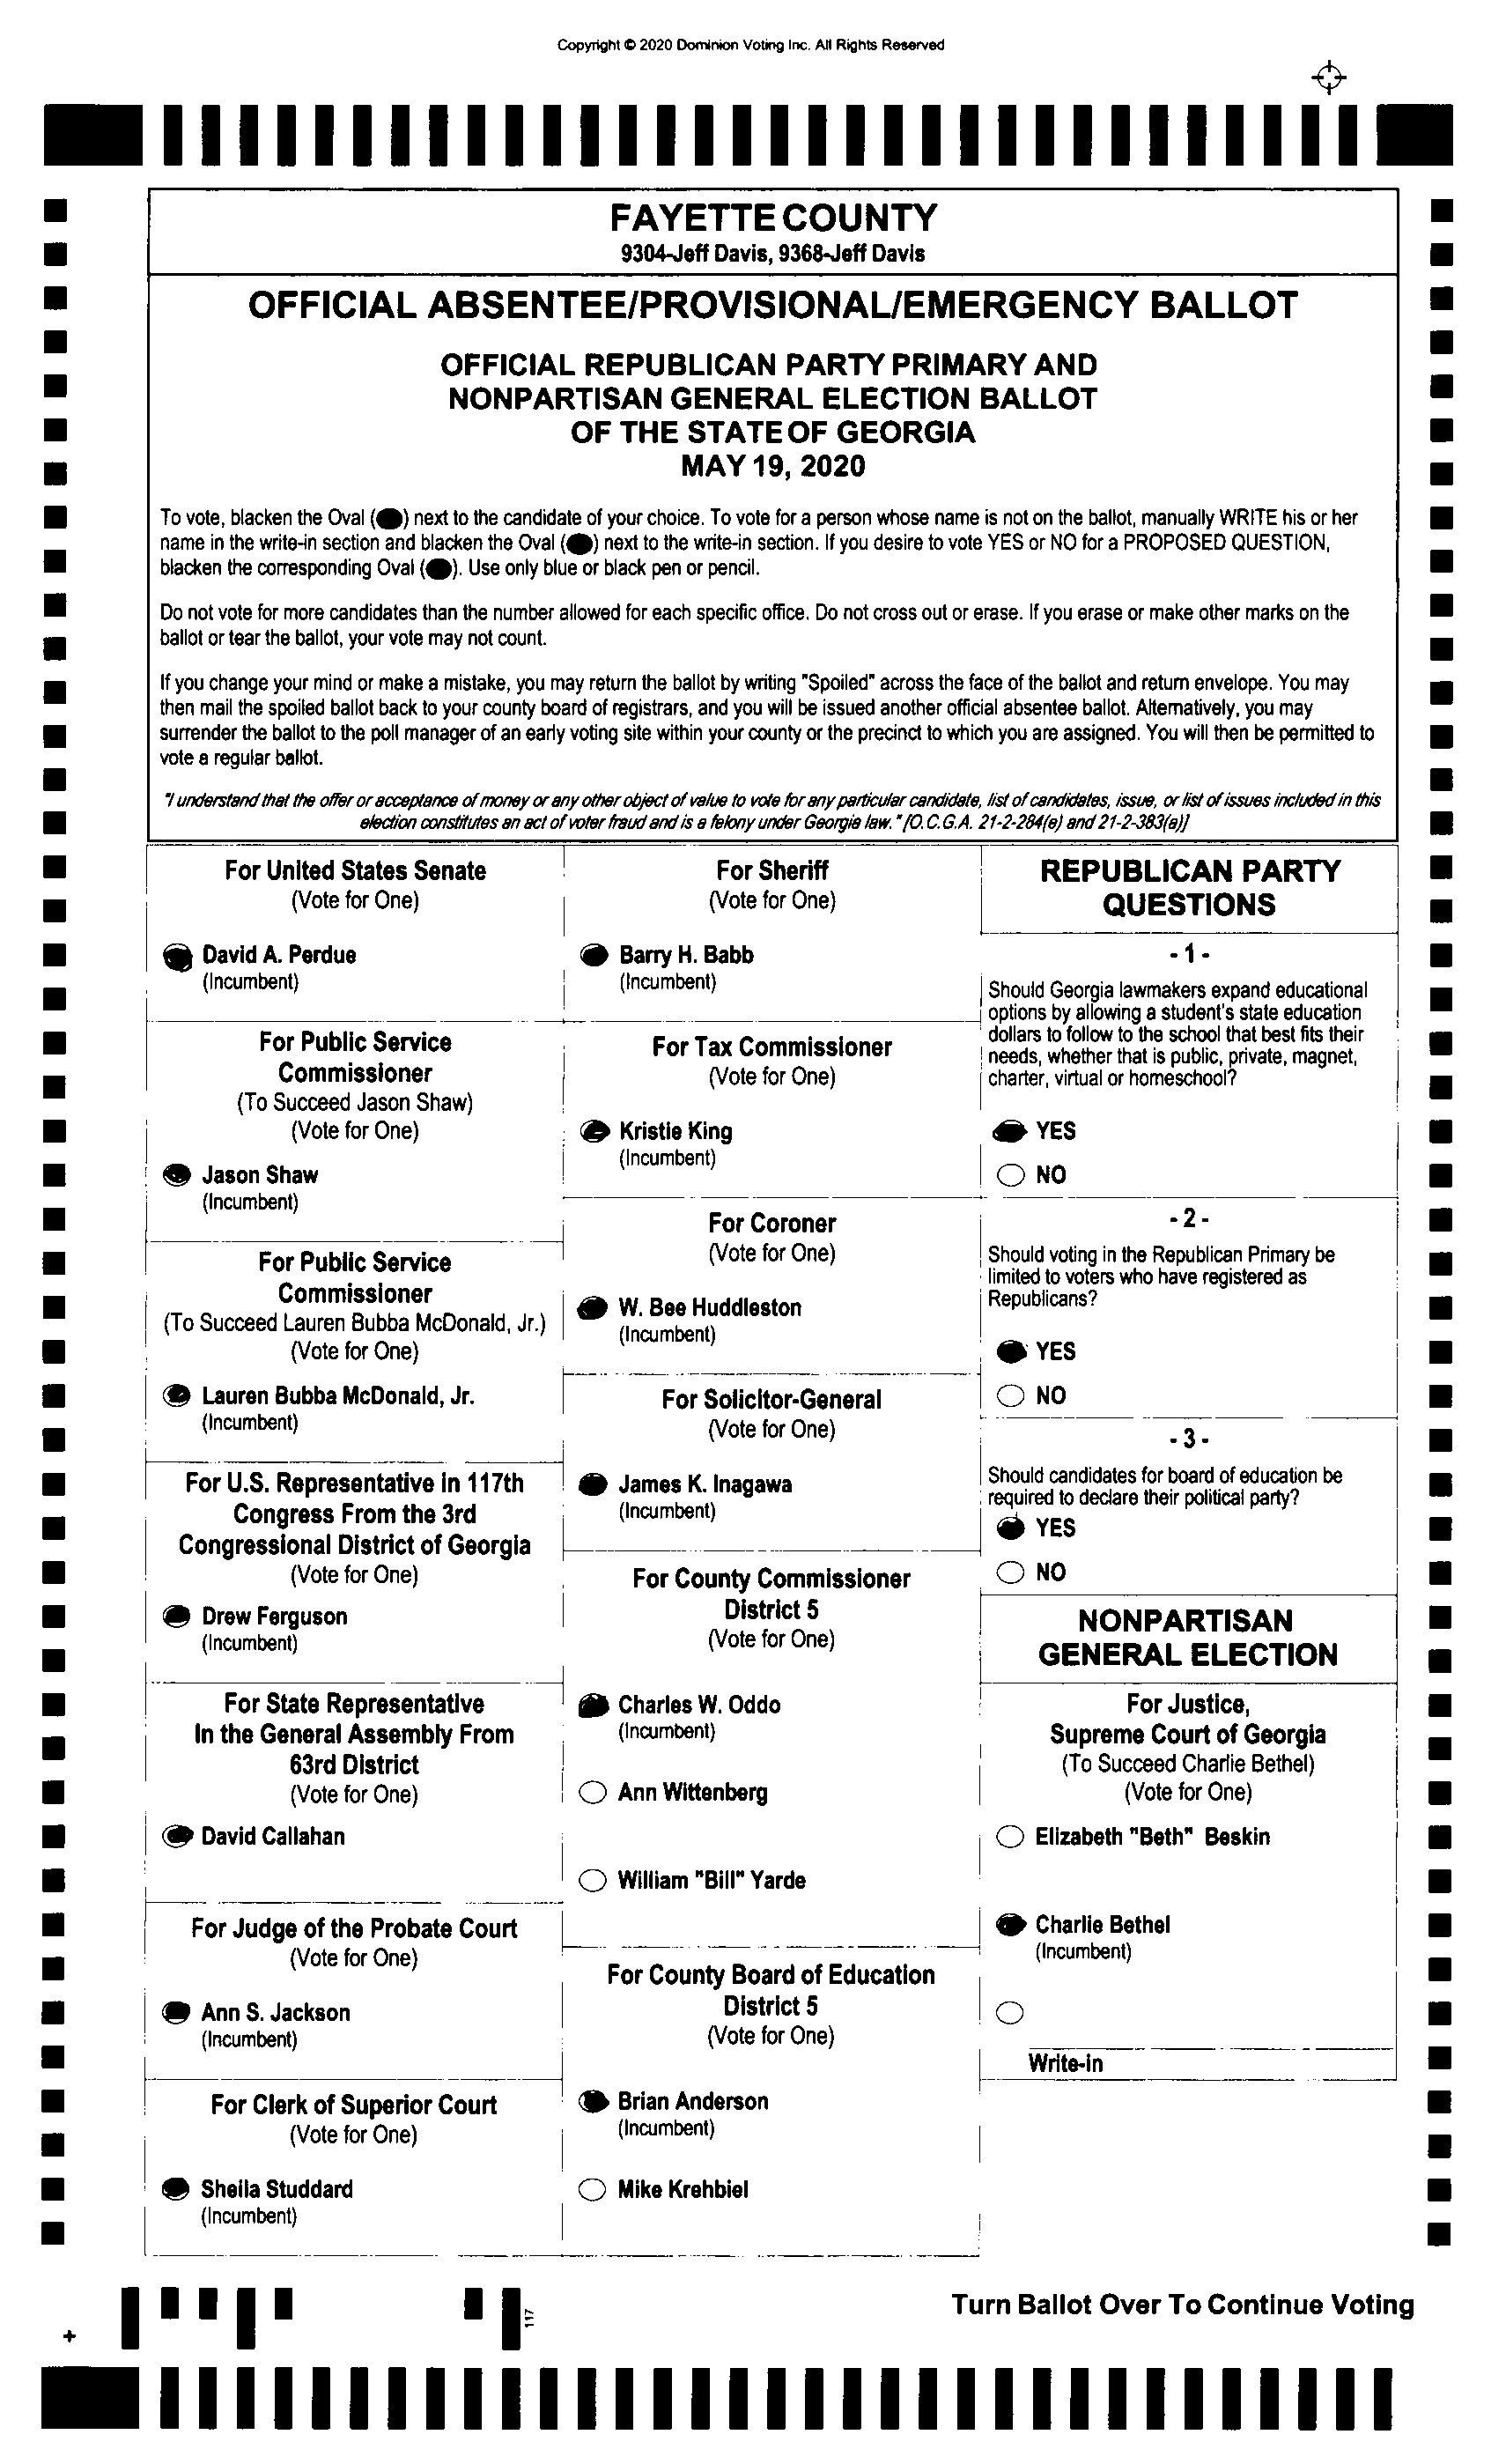 Copyright © 2020 Dominion Voting Inc. All Rights Reserved
FAYETTE COUNTY
9304-Jeff Davis, 9368-Jeff Davis
OFFICIAL ABSENTEE/PROVISIONAL/EMERGENCY BALLOT
OFFICIAL REPUBLICAN PARTY PRIMARY AND
NONPARTISAN GENERAL ELECTION BALLOT
OF THE STATE OF GEORGIA
MAY 19, 2020
To vote, blacken the Oval ( ) next to the candidate of your choice. To vote for a person whose name is not on the ballot, manually WRITE his or her
name in the write-in section and blacken the Oval ( ) next to the write-in section. If you desire to vote YES or NO for a PROPOSED QUESTION,
blacken the corresponding Oval ( ). Use only blue or black pen or pencil.
Do not vote for more candidates than the number allowed for each specific office. Do not cross out or erase. If you erase or make other marks on the
ballot or tear the ballot, your vote may not count.
If you change your mind or make a mistake, you may return the ballot by writing "Spoiled" across the face of the ballot and return envelope. You may
then mail the spoiled ballot back to your county board of registrars, and you will be issued another official absentee ballot. Alternatively, you may
surrender the ballot to the poll manager of an early voting site within your county or the precinct to which you are assigned. You will then be permitted to
vote a regular ballot.
"I understand that the offer or acceptance of money or any other object of value to vote for any particular candidate, list of candidates, issue, or list of issues included in this
election constitutes an act of voter fraud and is a felony under Georgia law." [O.C.G.A. 21-2-284(e) and 21-2-383(a)]
For United States Senate
(Vote for One)
David A. Perdue
(Incumbent)
For Public Service
Commissioner
(To Succeed Jason Shaw)
(Vote for One)
Jason Shaw
(Incumbent)
For Public Service
Commissioner
(To Succeed Lauren Bubba McDonald, Jr.)
(Vote for One)
Lauren Bubba McDonald, Jr.
(Incumbent)
For U.S. Representative in 117th
Congress From the 3rd
Congressional District of Georgia
(Vote for One)
Drew Ferguson
(Incumbent)
For State Representative
In the General Assembly From
63rd District
(Vote for One)
David Callahan
For Judge of the Probate Court
(Vote for One)
Ann S. Jackson
(Incumbent)
For Clerk of Superior Court
(Vote for One)
Sheila Studdard
(Incumbent)
For Sheriff
(Vote for One)
Barry H. Babb
(Incumbent)
For Tax Commissioner
(Vote for One)
Kristie King
(Incumbent)
For Coroner
(Vote for One)
W. Bee Huddleston
(Incumbent)
For Solicitor-General
(Vote for One)
James K. Inagawa
(Incumbent)
For County Commissioner
District 5
(Vote for One)
Charles W. Oddo
(Incumbent)
Ann Wittenberg
William "Bill" Yarde
For County Board of Education
District 5
(Vote for One)
Brian Anderson
(Incumbent)
Mike Krehbiel
REPUBLICAN PARTY
QUESTIONS
- 1 -
Should Georgia lawmakers expand educational
options by allowing a student's state education
dollars to follow to the school that best fits their
needs, whether that is public, private, magnet,
charter, virtual or homeschool?
YES
NO
- 2 -
Should voting in the Republican Primary be
limited to voters who have registered as
Republicans?
YES
NO
- 3 -
Should candidates for board of education be
required to declare their political party?
YES
NO
NONPARTISAN
GENERAL ELECTION
For Justice,
Supreme Court of Georgia
(To Succeed Charlie Bethel)
(Vote for One)
Elizabeth "Beth" Beskin
Charlie Bethel
(Incumbent)
Write-in
117
Turn Ballot Over To Continue Voting
+